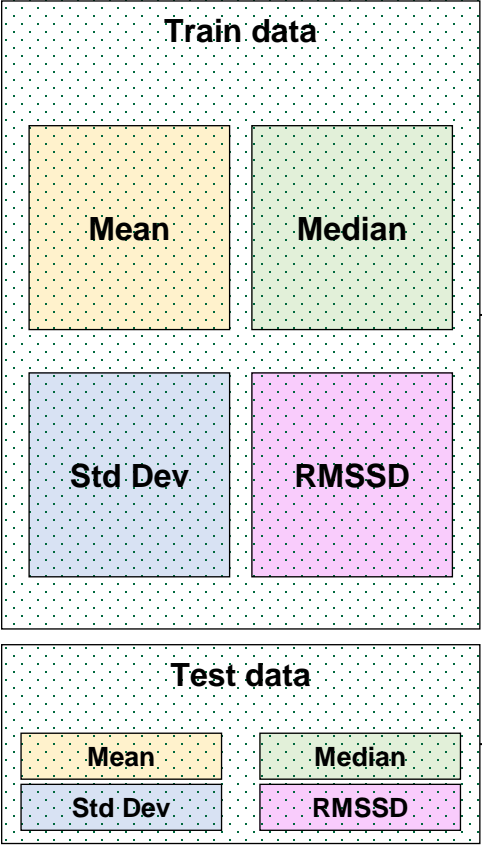 Train data
Mean
Median
Std Dev
RMSSD
Test data
Mean
Median
Std Dev
RMSSD